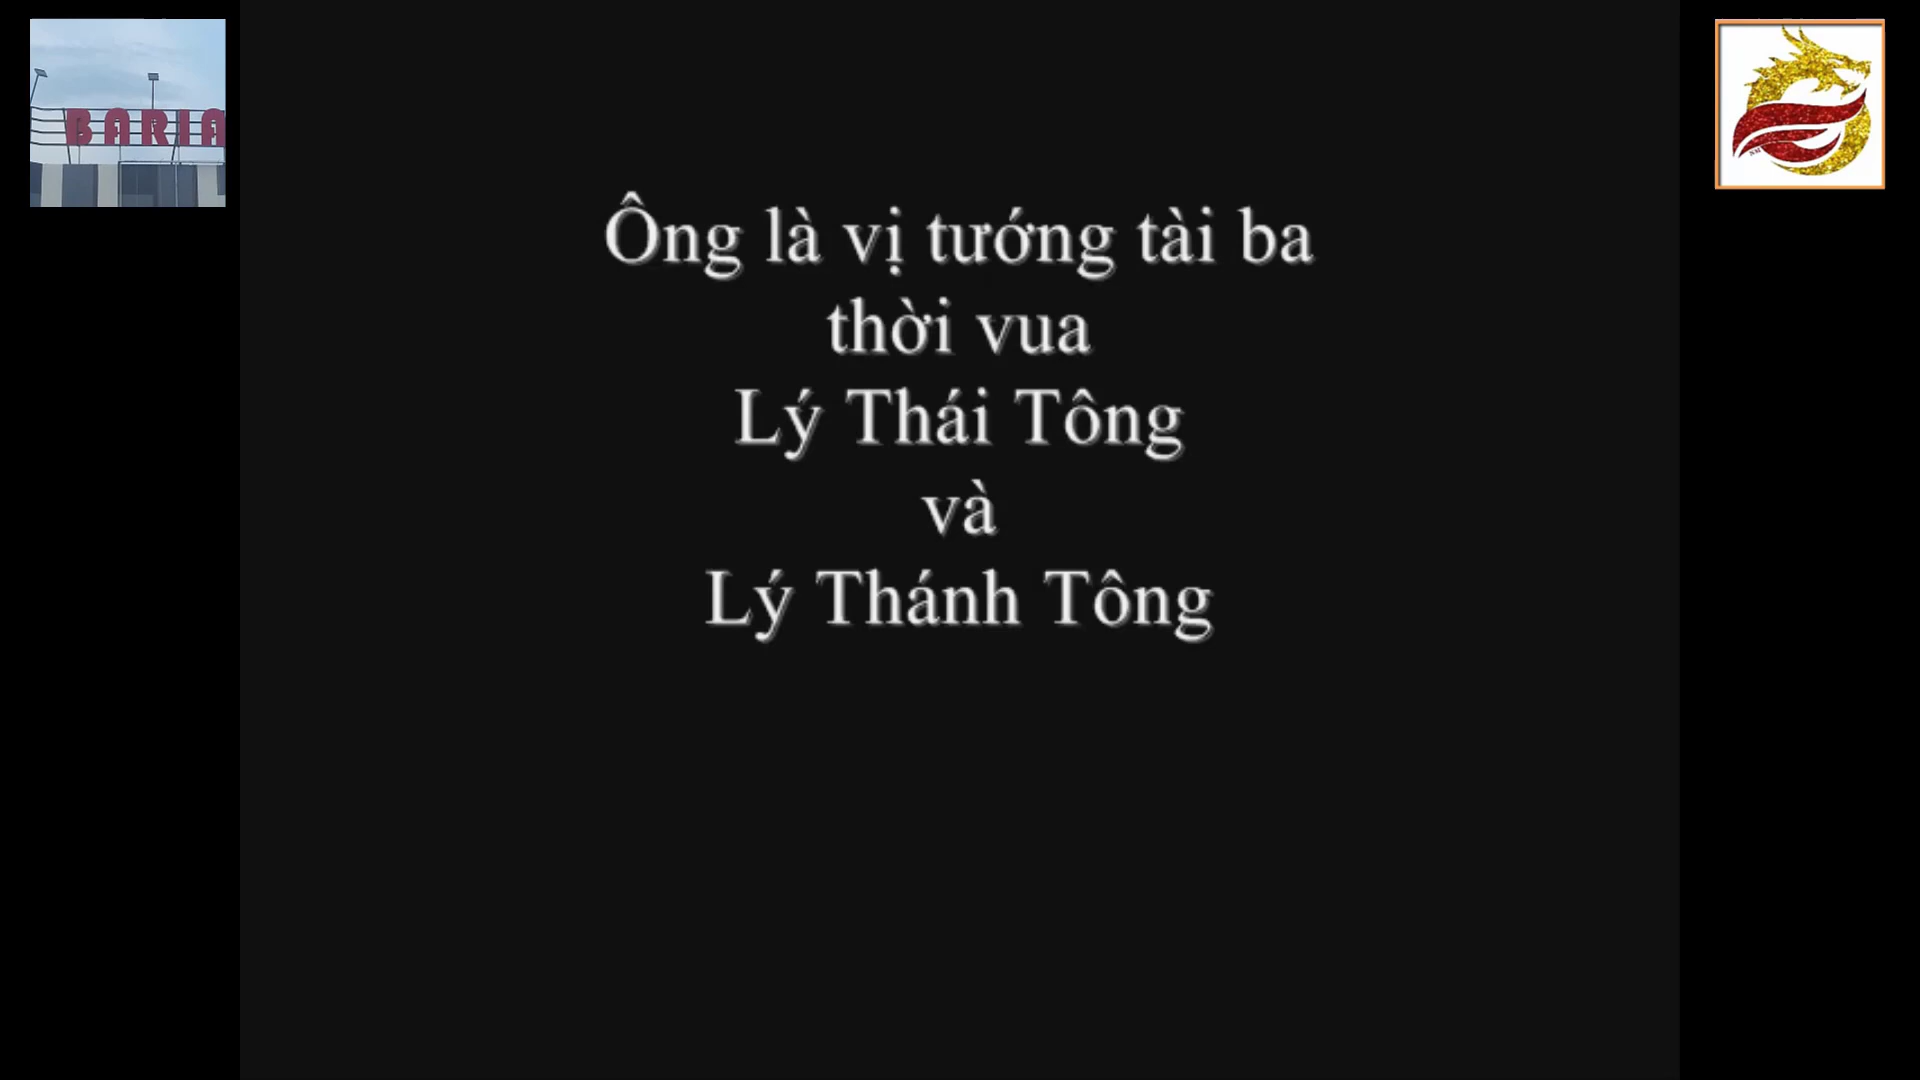 BARIA
Ông là vị tướng tài ba
thời vua
Lý Thái Tông
và
Lý Thánh Tông